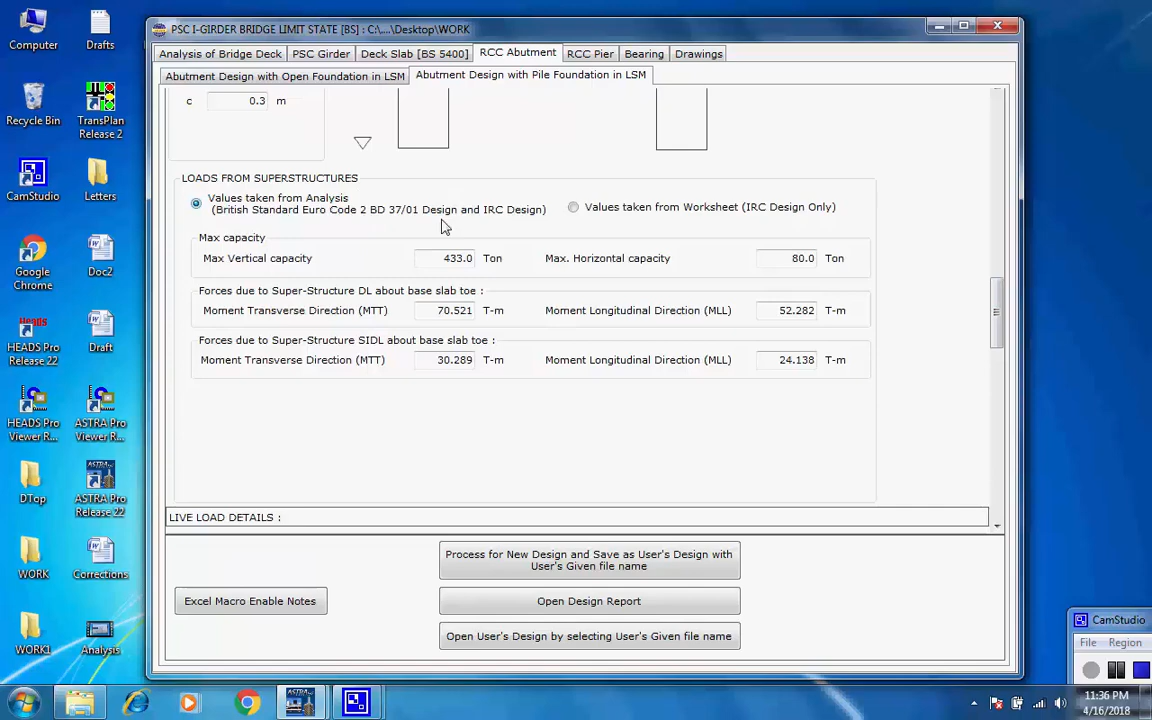 PSC I-GIRDER BRIDGE LIMIT STATE [BS] : C:\...\Desktop\WORK
Analysis of Bridge Deck
PSC Girder
Deck Slab [BS 5400]
RCC Abutment
RCC Pier
Bearing
Drawings
Abutment Design with Open Foundation in LSM
Abutment Design with Pile Foundation in LSM
c 0.3 m
LOADS FROM SUPERSTRUCTURES
Values taken from Analysis
(British Standard Euro Code 2 BD 37/01 Design and IRC Design)
Values taken from Worksheet (IRC Design Only)
Max capacity
Max Vertical capacity 433.0 Ton Max. Horizontal capacity 80.0 Ton
Forces due to Super-Structure DL about base slab toe :
Moment Transverse Direction (MTT) 70.521 T-m Moment Longitudinal Direction (MLL) 52.282 T-m
Forces due to Super-Structure SIDL about base slab toe :
Moment Transverse Direction (MTT) 30.289 T-m Moment Longitudinal Direction (MLL) 24.138 T-m
LIVE LOAD DETAILS :
Process for New Design and Save as User's Design with
User's Given file name
Excel Macro Enable Notes
Open Design Report
Open User's Design by selecting User's Given file name
Computer
Drafts
Recycle Bin
TransPlan
Release 2
CamStudio
Letters
Google
Chrome
Doc2
Heads
HEADS Pro
Release 22
Draft
HEADS Pro
Viewer R...
ASTRA Pro
Viewer R...
DTop
ASTRA
ASTRA Pro
Release 22
WORK
Corrections
WORK1
Analysis
CamStudio
File Region
ASTRA
11:36 PM
4/16/2018